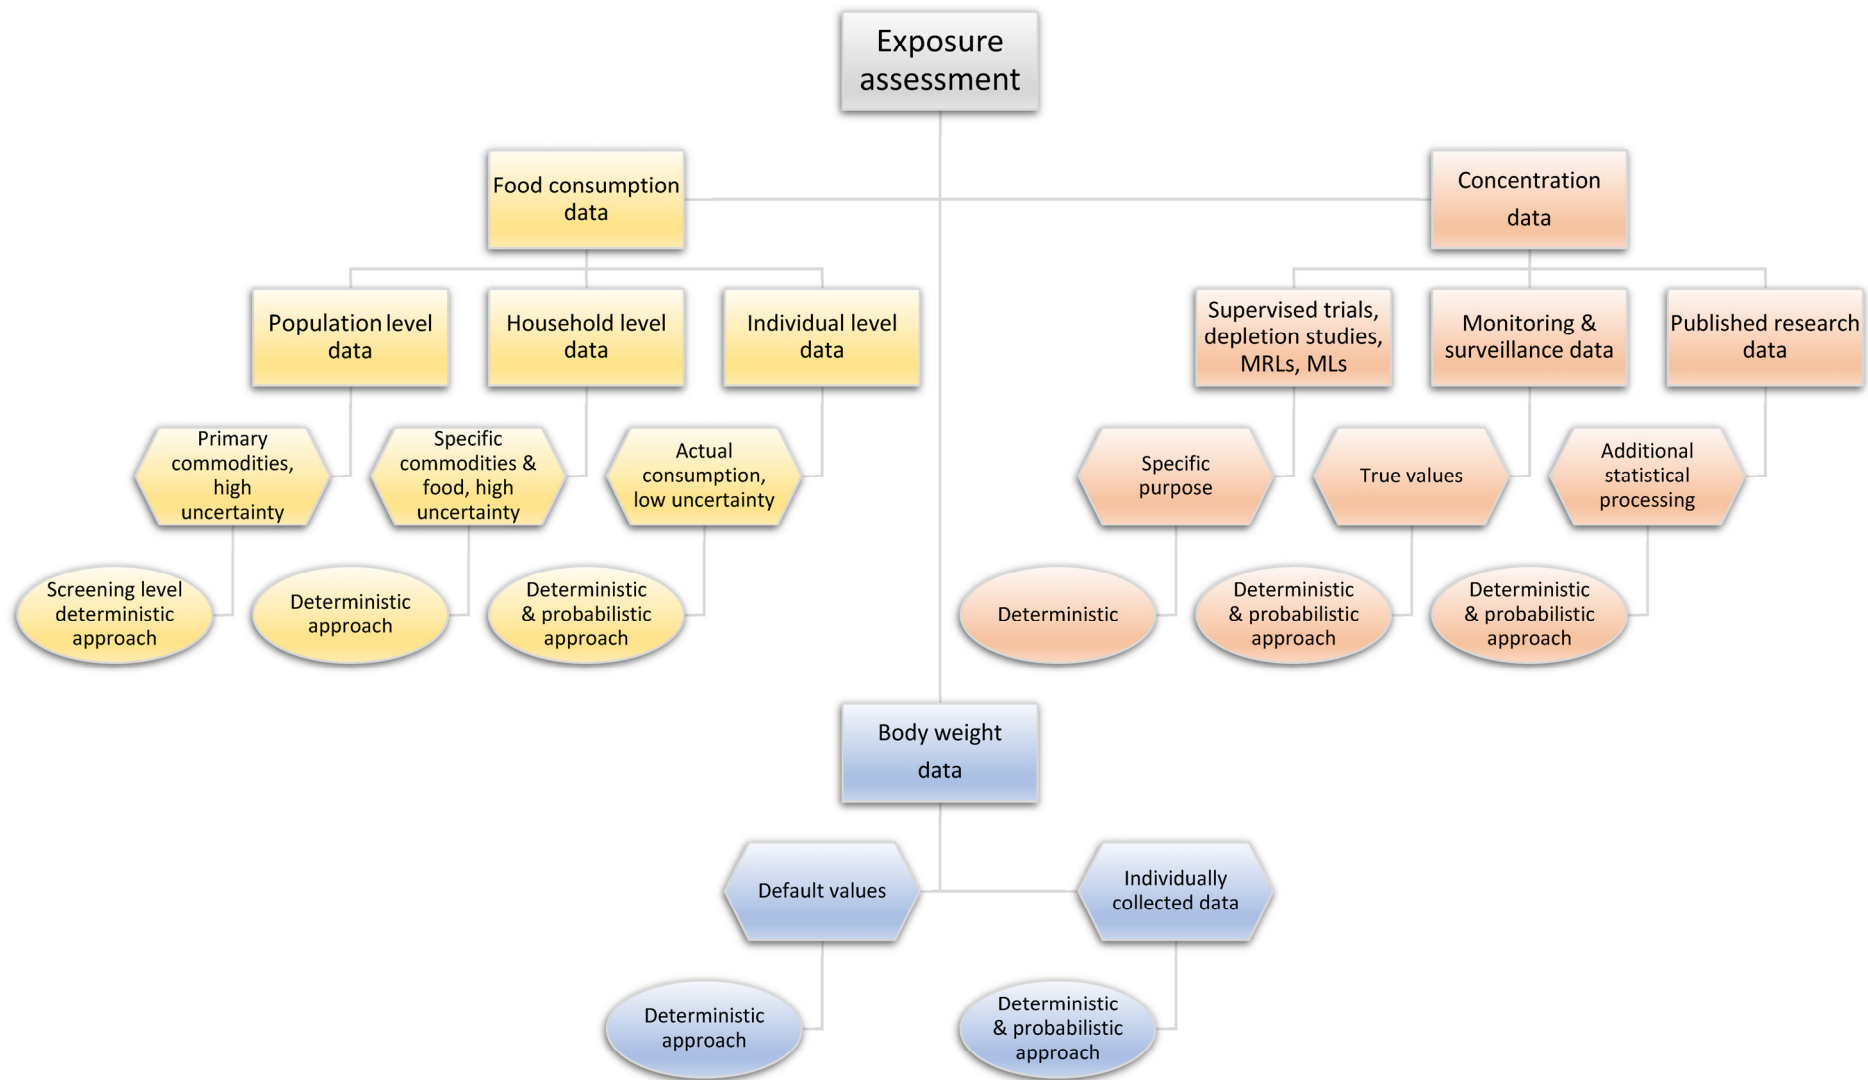 Exposure
assessment
Food consumption
data
Concentration
data
Population level
data
Household level
data
Individual level
data
Supervised trials,
depletion studies,
MRLs, MLs
Monitoring &
surveillance data
Published research
data
Primary
commodities,
high
uncertainty
Specific
commodities &
food, high
uncertainty
Actual
consumption,
low uncertainty
Specific
purpose
True values
Additional
statistical
processing
Screening level
deterministic
approach
Deterministic
approach
Deterministic
& probabilistic
approach
Deterministic
Deterministic
& probabilistic
approach
Deterministic
& probabilistic
approach
Body weight
data
Default values
Individually
collected data
Deterministic
approach
Deterministic
& probabilistic
approach